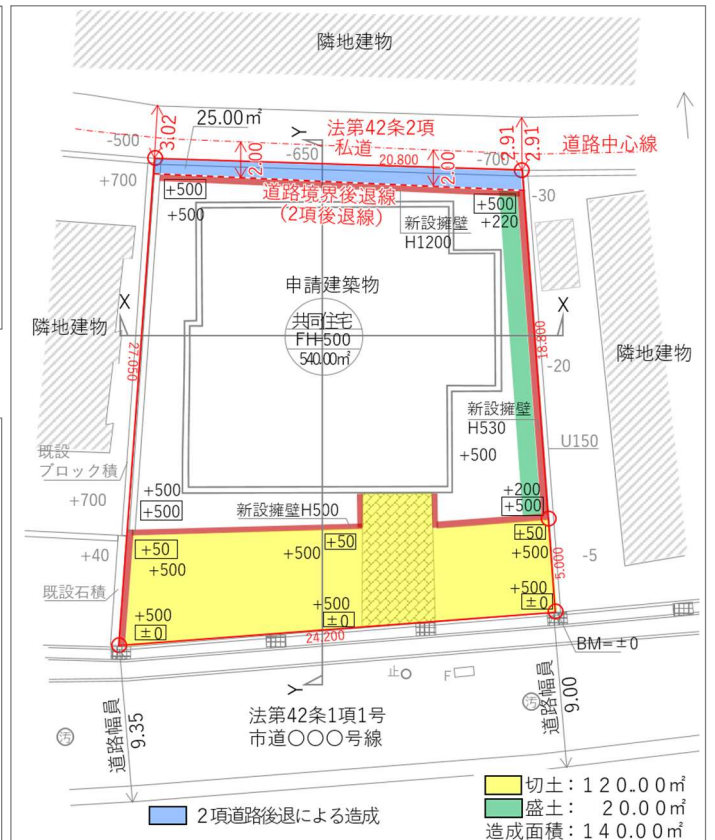 隣地建物
25.00㎡
Y
法第42条2項
私道
道路中心線
-500
3.02
-650
20.800
-700
2.91
2.91
2.00
2.00
+700
+500
+500
道路境界後退線
(2項後退線)
+500
+220
-30
新設擁壁
H1200
申請建築物
X
X
隣地建物
共同住宅
FH+500
540.00㎡
27.050
18.800
隣地建物
-20
新設擁壁
H530
既設
ブロック積
+500
U150
+700
+500
+500
新設擁壁H500
+200
+500
+40
+50
+500
+500
+50
+50
+500
5.000
-5
既設石積
+500
±0
+500
±0
+500
±0
24.200
BM=±0
Y
止
F
汚
汚
道路幅員
9.35
法第42条1項1号
市道〇〇〇号線
道路幅員
9.00
2項道路後退による造成
切土:120.00㎡
盛土: 20.00㎡
造成面積:140.00㎡